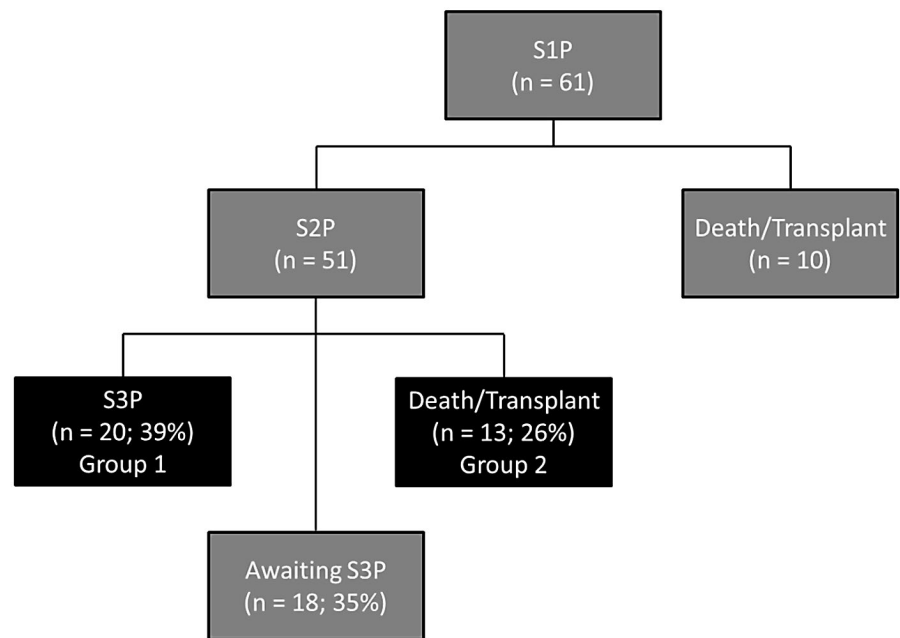 S1P
(n = 61)
S2P
(n = 51)
Death/Transplant
(n = 10)
S3P
(n = 20; 39%)
Group 1
Death/Transplant
(n = 13; 26%)
Group 2
Awaiting S3P
(n = 18; 35%)